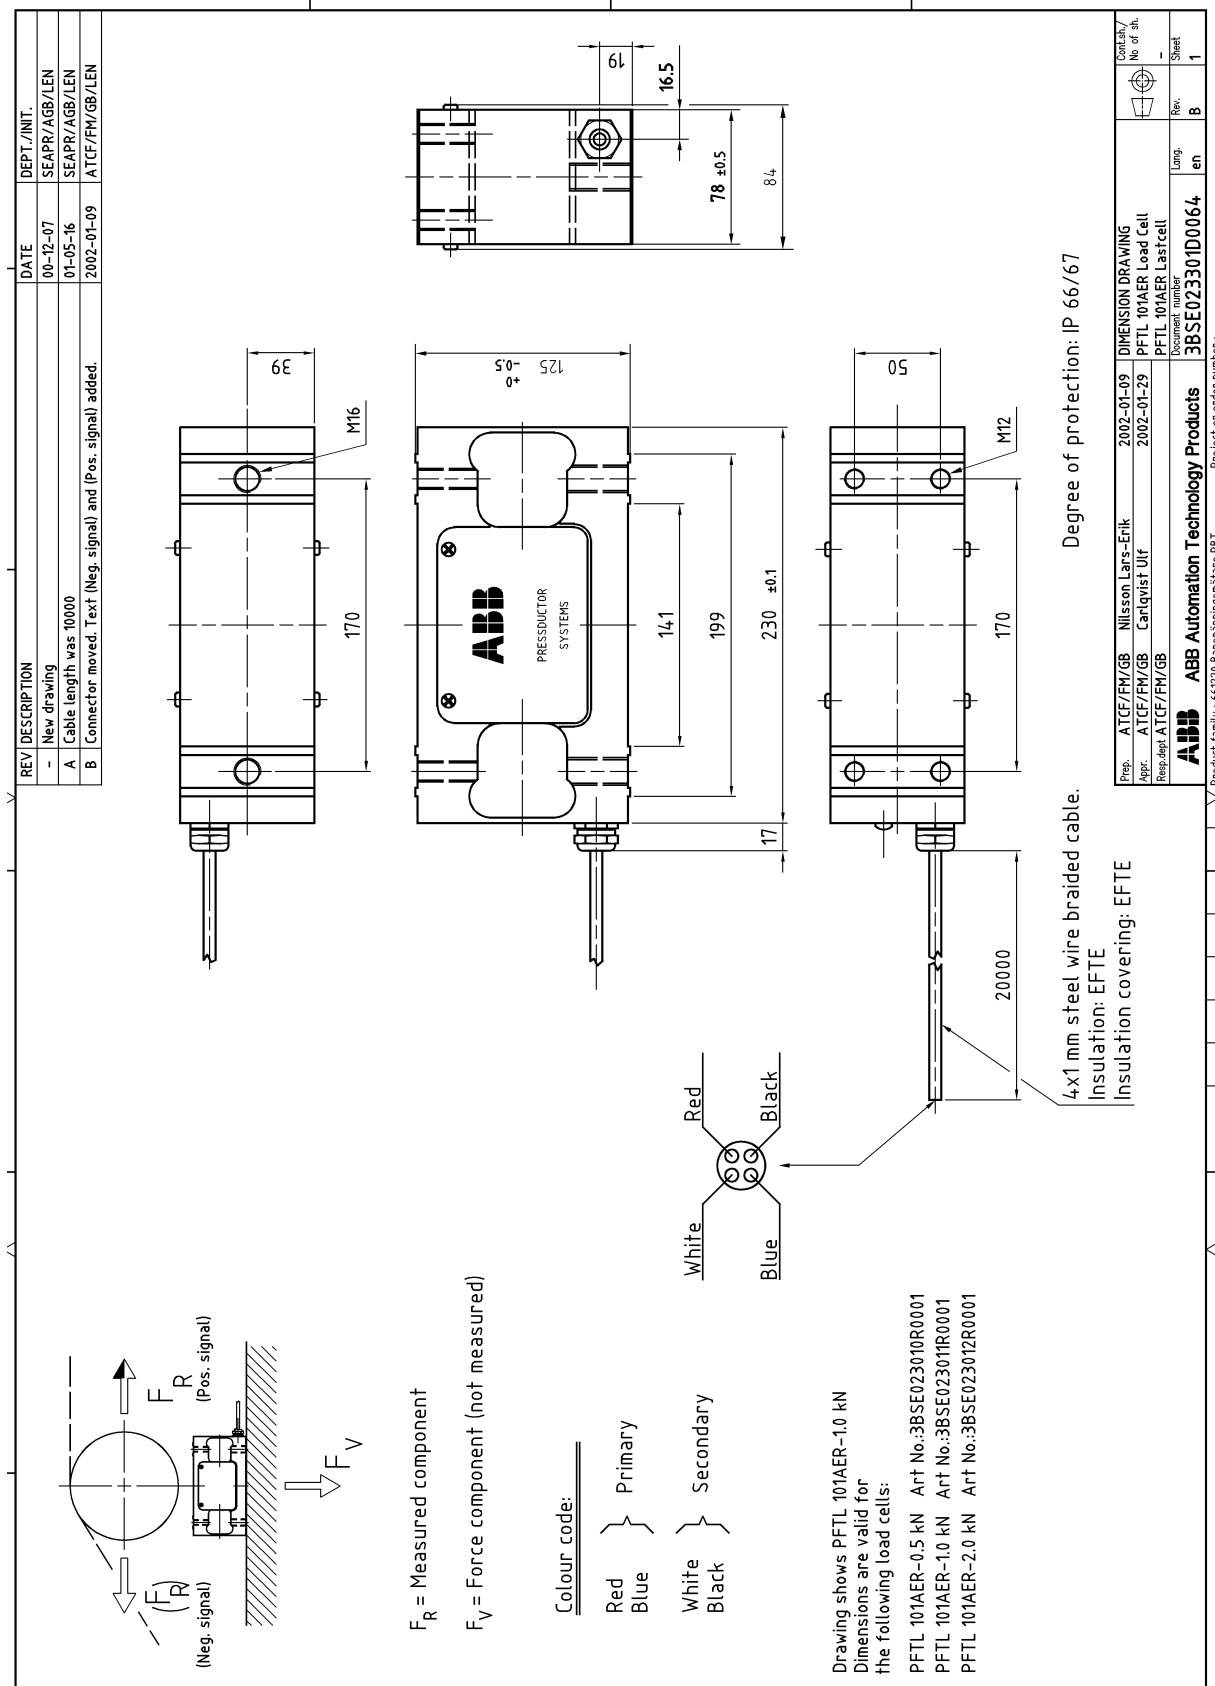 REV DESCRIPTION DATE DEPT./INIT.
- New drawing 00-12-07 SEAPR/AGB/LEN
A Cable length was 10000 01-05-16 SEAPR/AGB/LEN
B Connector moved. Text (Neg. signal) and (Pos. signal) added. 2002-01-09 ATCF/FM/GB/LEN
39
M16
170
125 +0 -0.5
ABB
PRESSDUCTOR
SYSTEMS
141
199
230 ±0.1
17
19
16.5
78 ±0.5
84
50
M12
170
20000
Degree of protection: IP 66/67
4x1 mm steel wire braided cable.
Insulation: EFTE
Insulation covering: EFTE
Red
Black
White
Blue
(F R)
(Neg. signal)
F R
(Pos. signal)
F V
FR = Measured component
FV = Force component (not measured)
Colour code:
Red
Blue
Primary
White
Black
Secondary
Drawing shows PFTL 101AER-1.0 kN
Dimensions are valid for
the following load cells:
PFTL 101AER-0.5 kN Art No.:3BSE023010R0001
PFTL 101AER-1.0 kN Art No.:3BSE023011R0001
PFTL 101AER-2.0 kN Art No.:3BSE023012R0001
Prep. ATCF/FM/GB Nilsson Lars-Erik 2002-01-09
Appr. ATCF/FM/GB Carlqvist Ulf 2002-01-29
Resp.dept ATCF/FM/GB
ABB ABB Automation Technology Products
DIMENSION DRAWING
PFTL 101AER Load Cell
PFTL 101AER Lastcell
Document number
3BSE023301D0064
Lang.
en
Rev.
B
Cont.sh./
No of sh.
-
Sheet
1